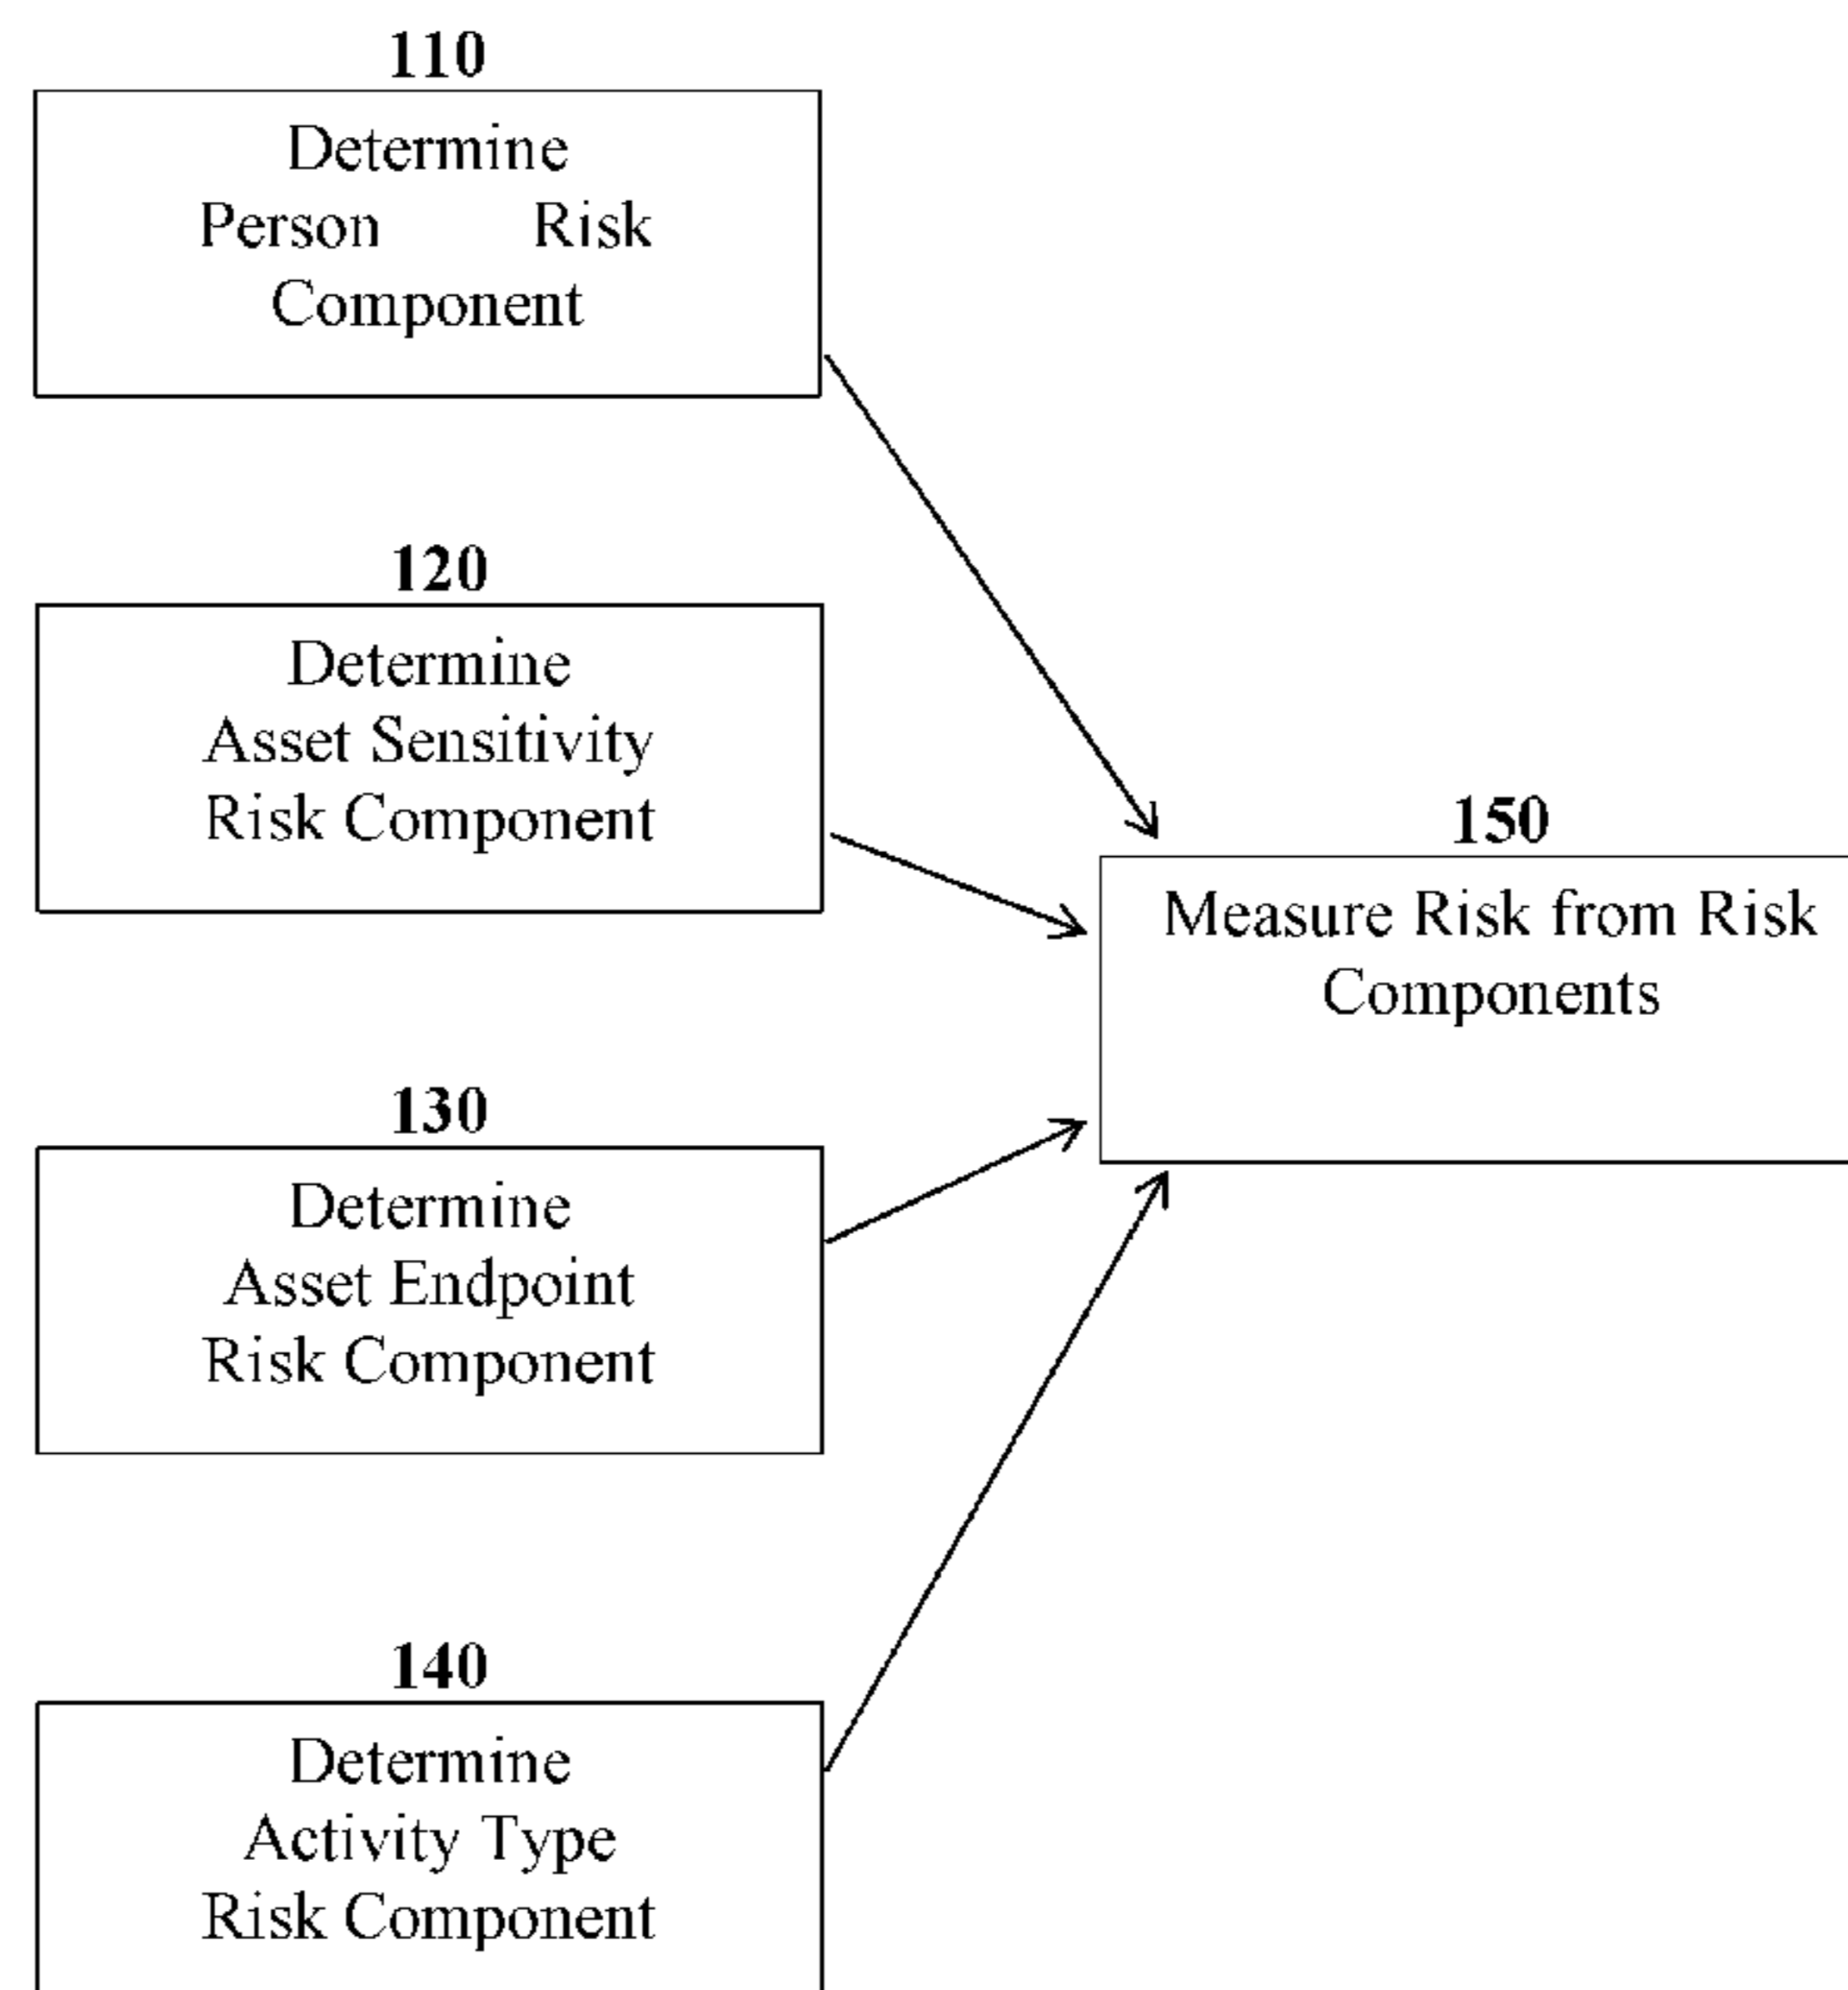 110
Determine
Person Risk
Component
120
Determine
Asset Sensitivity
Risk Component
130
Determine
Asset Endpoint
Risk Component
140
Determine
Activity Type
Risk Component
150
Measure Risk from Risk
Components